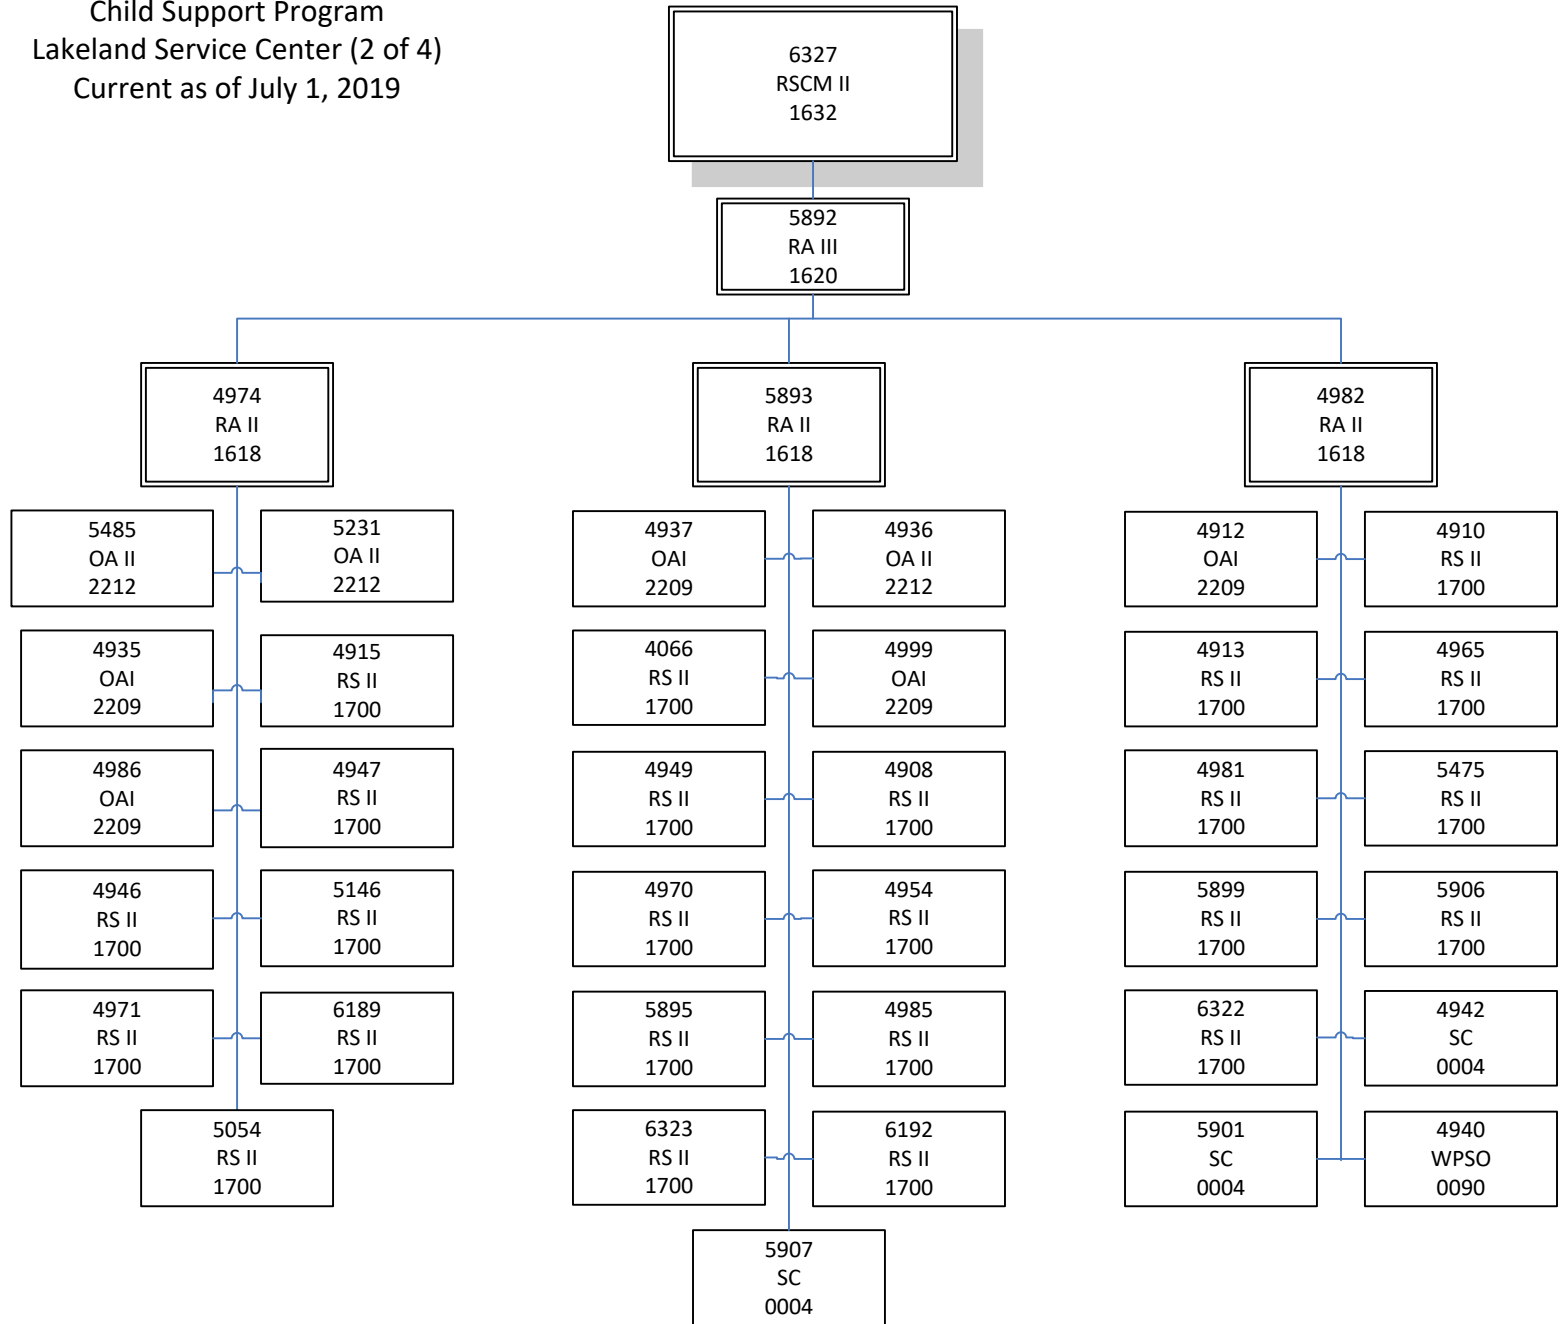 Child Support Program
Lakeland Service Center (2 of 4)
Current as of July 1, 2019
6327
RSCM II
1632
5892
RA III
1620
4974
RA II
1618
5893
RA II
1618
4982
RA II
1618
5485
OA II
2212
5231
OA II
2212
4935
OAI
2209
4915
RS II
1700
4986
OAI
2209
4947
RS II
1700
4946
RS II
1700
5146
RS II
1700
4971
RS II
1700
6189
RS II
1700
5054
RS II
1700
4937
OAI
2209
4936
OA II
2212
4066
RS II
1700
4999
OAI
2209
4949
RS II
1700
4908
RS II
1700
4970
RS II
1700
4954
RS II
1700
5895
RS II
1700
4985
RS II
1700
6323
RS II
1700
6192
RS II
1700
5907
SC
0004
4912
OAI
2209
4910
RS II
1700
4913
RS II
1700
4965
RS II
1700
4981
RS II
1700
5475
RS II
1700
5899
RS II
1700
5906
RS II
1700
6322
RS II
1700
4942
SC
0004
5901
SC
0004
4940
WPSO
0090